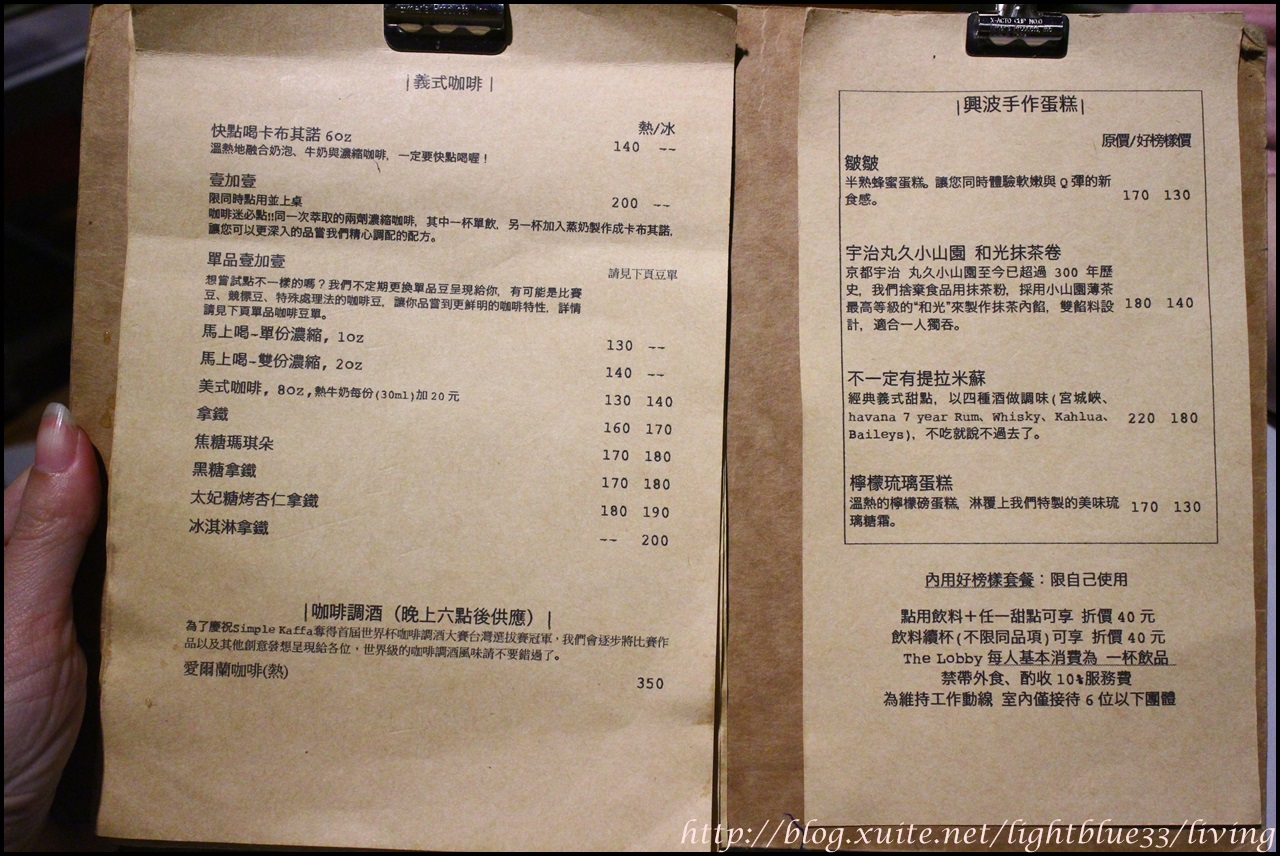 |義式咖啡|
熱/冰
快點喝卡布其諾 6oz
140 --
溫熱地融合奶泡、牛奶與濃縮咖啡, 一定要快點喝喔!
壹加壹
限同時點用並上桌
200 --
咖啡迷必點!!同一次萃取的兩劑濃縮咖啡, 其中一杯單飲, 另一杯加入蒸奶製作成卡布其諾,
讓您可以更深入的品嘗我們精心調配的配方。
單品壹加壹
請見下頁豆單
想嘗試點不一樣的嗎?我們不定期更換單品豆呈現給你, 有可能是比賽
豆、競標豆、特殊處理法的咖啡豆, 讓你品嘗到更鮮明的咖啡特性, 詳情
請見下頁單品咖啡豆單。
馬上喝~單份濃縮, 1oz
130 --
馬上喝~雙份濃縮, 2oz
140 --
美式咖啡, 8oz,熱牛奶每份(30ml)加 20 元
130 140
拿鐵
160 170
焦糖瑪琪朵
170 180
黑糖拿鐵
170 180
太妃糖烤杏仁拿鐵
180 190
冰淇淋拿鐵
-- 200
|咖啡調酒 (晚上六點後供應) |
為了慶祝Simple Kaffa奪得首屆世界杯咖啡調酒大賽台灣選拔賽冠軍, 我們會逐步將比賽作
品以及其他創意發想呈現給各位, 世界級的咖啡調酒風味請不要錯過了。
愛爾蘭咖啡(熱)
350
X-ACTO CLIP NO.0
|興波手作蛋糕|
原價/好榜樣價
皺皺
半熟蜂蜜蛋糕。讓您同時體驗軟嫩與 Q 彈的新
食感。
170 130
宇治丸久小山園 和光抹茶卷
京都宇治 丸久小山園至今已超過 300 年歷
史, 我們捨棄食品用抹茶粉, 採用小山園薄茶
最高等級的“和光”來製作抹茶內餡, 雙餡料設
計, 適合一人獨吞。
180 140
不一定有提拉米蘇
經典義式甜點, 以四種酒做調味(宮城峽、
havana 7 year Rum、Whisky、Kahlua、
Baileys), 不吃就說不過去了。
220 180
檸檬琉璃蛋糕
溫熱的檸檬磅蛋糕, 淋覆上我們特製的美味琉
璃糖霜。
170 130
內用好榜樣套餐:限自己使用
點用飲料+任一甜點可享 折價 40 元
飲料續杯(不限同品項)可享 折價 40 元
The Lobby 每人基本消費為 一杯飲品
禁帶外食、酌收 10%服務費
為維持工作動線 室內僅接待 6 位以下團體
http://blog.xuite.net/lightblue33/living